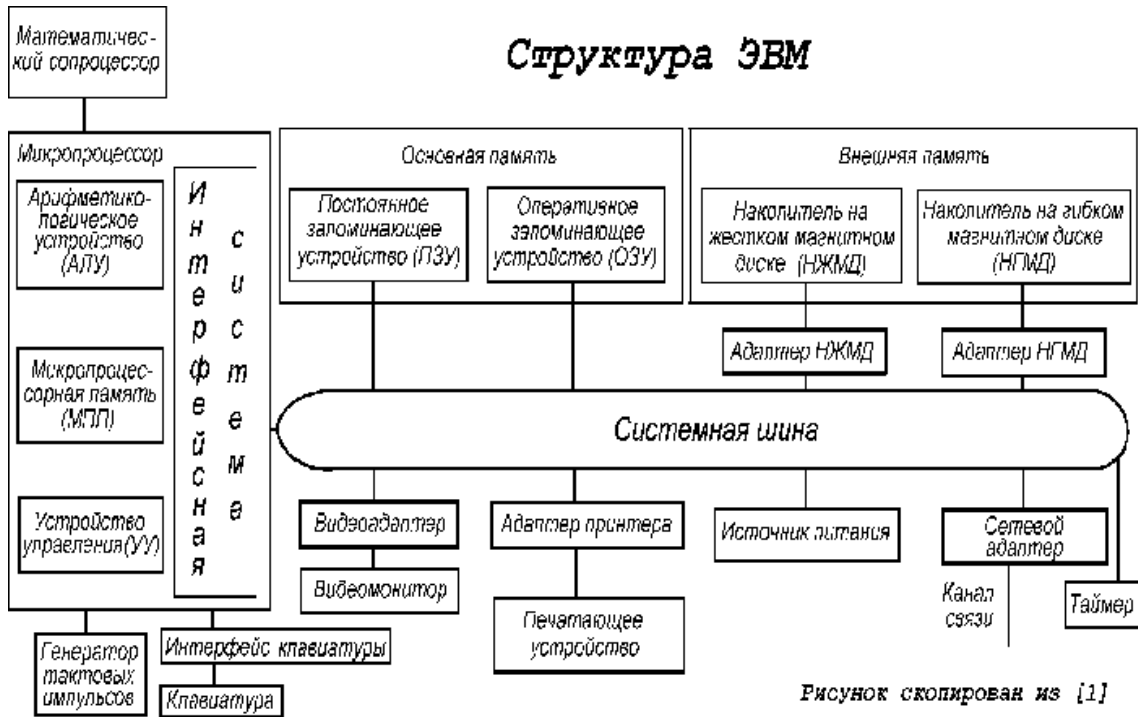 Структура ЭВМ
Математичес-
кий сопроцессор
Микропроцессор
Арифметико-
логическое
устройство
(АЛУ)
Микропроцес-
сорная память
(МПП)
Устройство
управления(УУ)
Интерфейсная
система
Основная память
Постоянное
запоминающее
устройство (ПЗУ)
Оперативное
запоминающее
устройство (ОЗУ)
Внешняя память
Накопитель на
жестком магнитном
диске (НЖМД)
Накопитель на гибком
магнитном диске
(НГМД)
Адаптер НЖМД
Адаптер НГМД
Системная шина
Видеоадаптер
Видеомонитор
Адаптер принтера
Печатающее
устройство
Источник питания
Сетевой
адаптер
Канал
связи
Таймер
Генератор
тактовых
импульсов
Интерфейс клавиатуры
Клавиатура
Рисунок скопирован из [1]